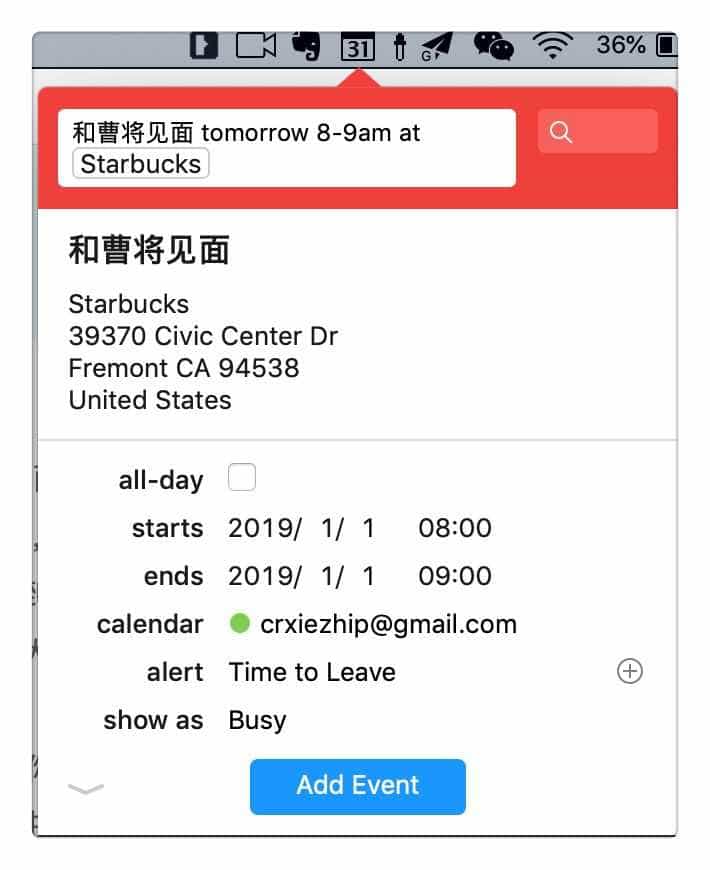 31
G
36%
和曹将见面 tomorrow 8-9am at
Starbucks
和曹将见面
Starbucks
39370 Civic Center Dr
Fremont CA 94538
United States
all-day
starts 2019/ 1/ 1 08:00
ends 2019/ 1/ 1 09:00
calendar crxiezhip@gmail.com
alert Time to Leave
show as Busy
Add Event